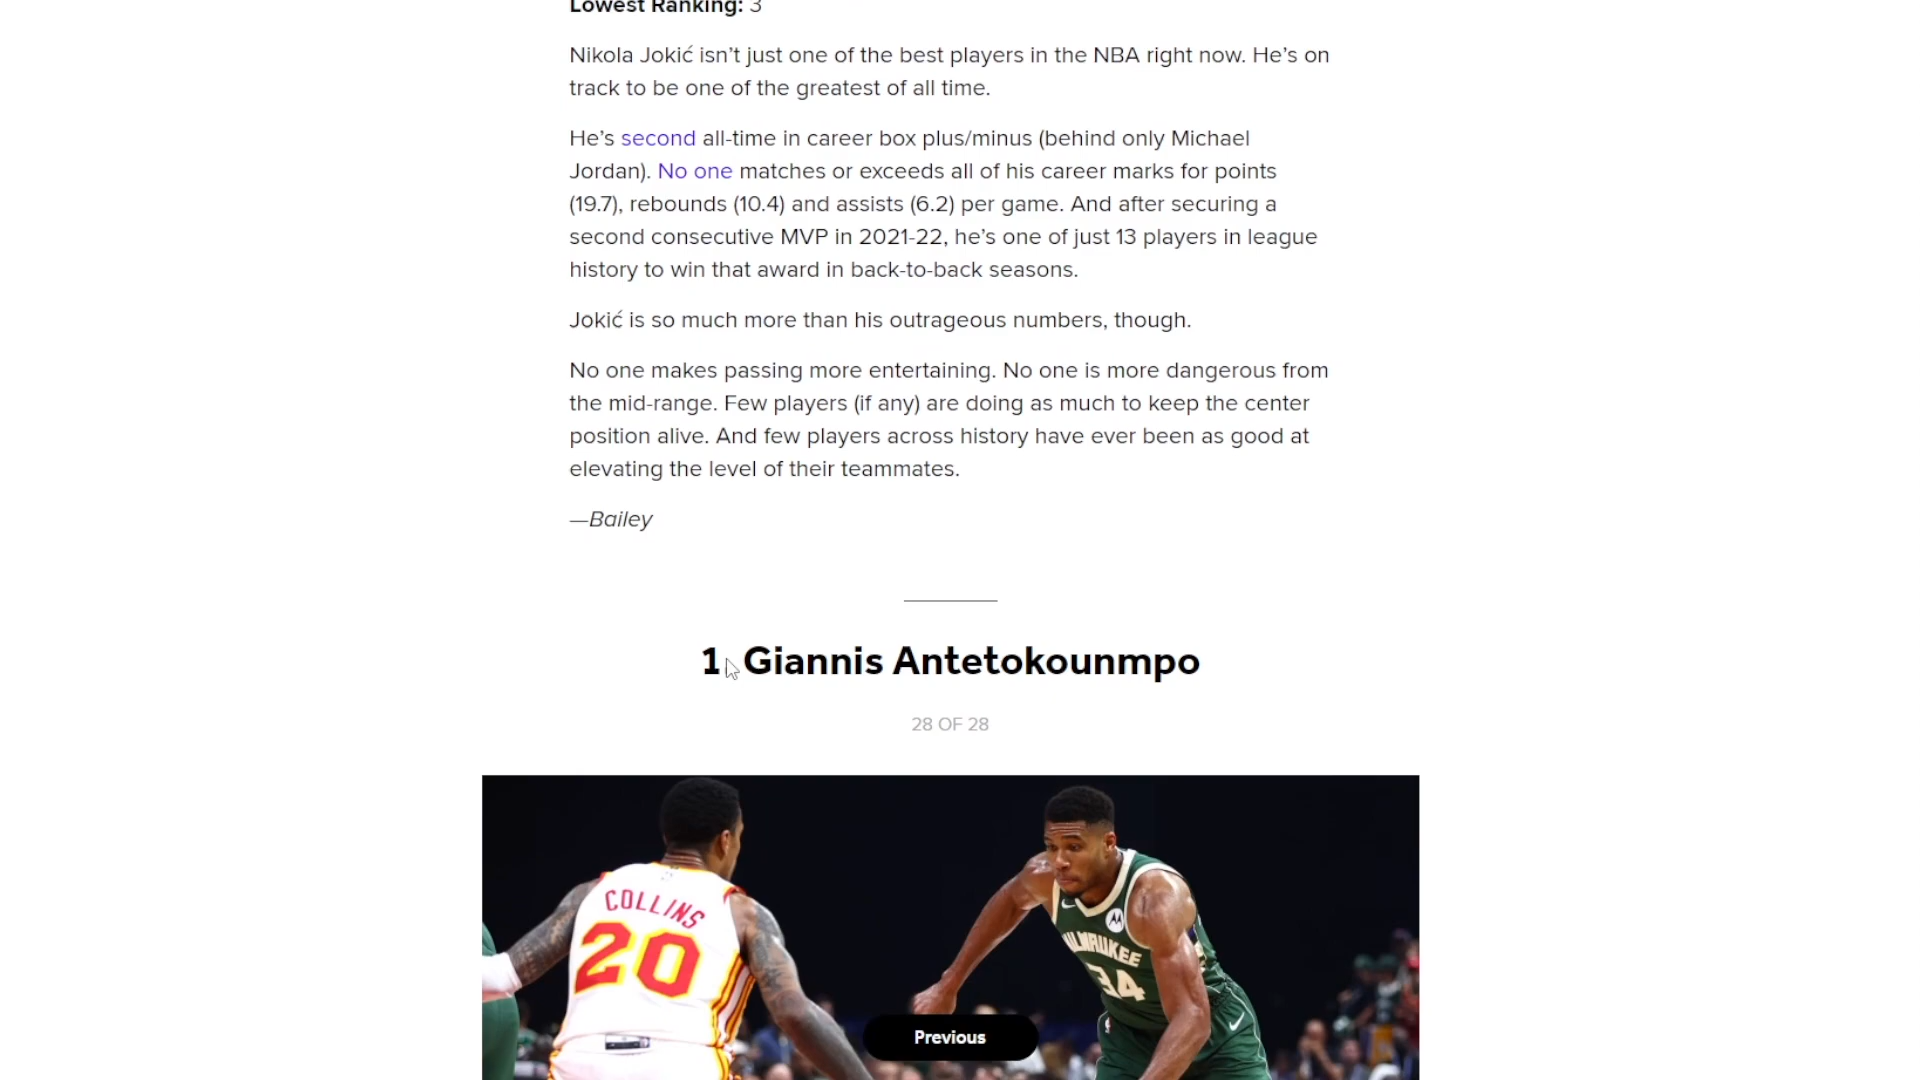 Lowest Ranking: 3
Nikola Jokić isn’t just one of the best players in the NBA right now. He’s on
track to be one of the greatest of all time.
He’s second all-time in career box plus/minus (behind only Michael
Jordan). No one matches or exceeds all of his career marks for points
(19.7), rebounds (10.4) and assists (6.2) per game. And after securing a
second consecutive MVP in 2021-22, he’s one of just 13 players in league
history to win that award in back-to-back seasons.
Jokić is so much more than his outrageous numbers, though.
No one makes passing more entertaining. No one is more dangerous from
the mid-range. Few players (if any) are doing as much to keep the center
position alive. And few players across history have ever been as good at
elevating the level of their teammates.
—Bailey
1. Giannis Antetokounmpo
28 OF 28
COLLINS
20
MILWAUKEE
34
Previous